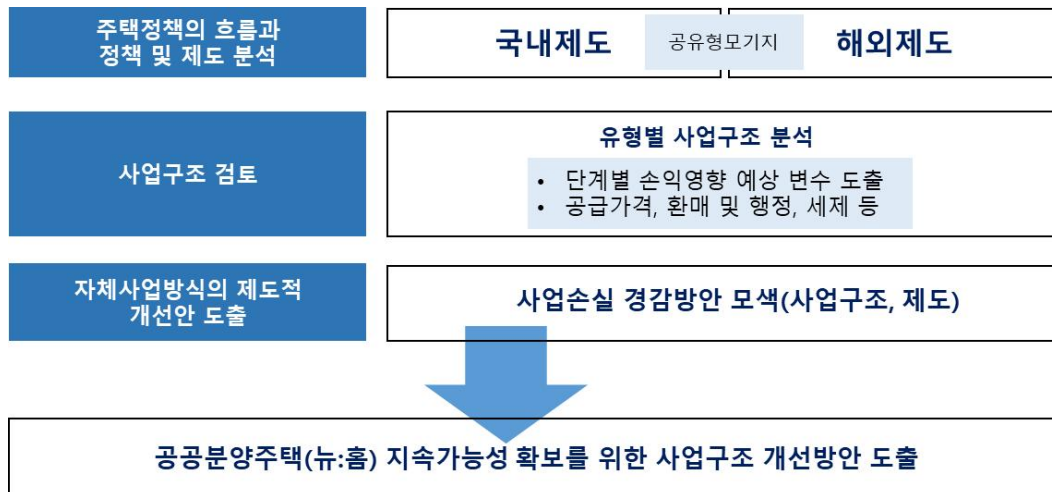 주택정책의 흐름과
정책 및 제도 분석
국내제도
공유형모기지
해외제도
사업구조 검토
유형별 사업구조 분석
• 단계별 손익영향 예상 변수 도출
• 공급가격, 환매 및 행정, 세제 등
자체사업방식의 제도적
개선안 도출
사업손실 경감방안 모색(사업구조, 제도)
공공분양주택(뉴:홈) 지속가능성 확보를 위한 사업구조 개선방안 도출